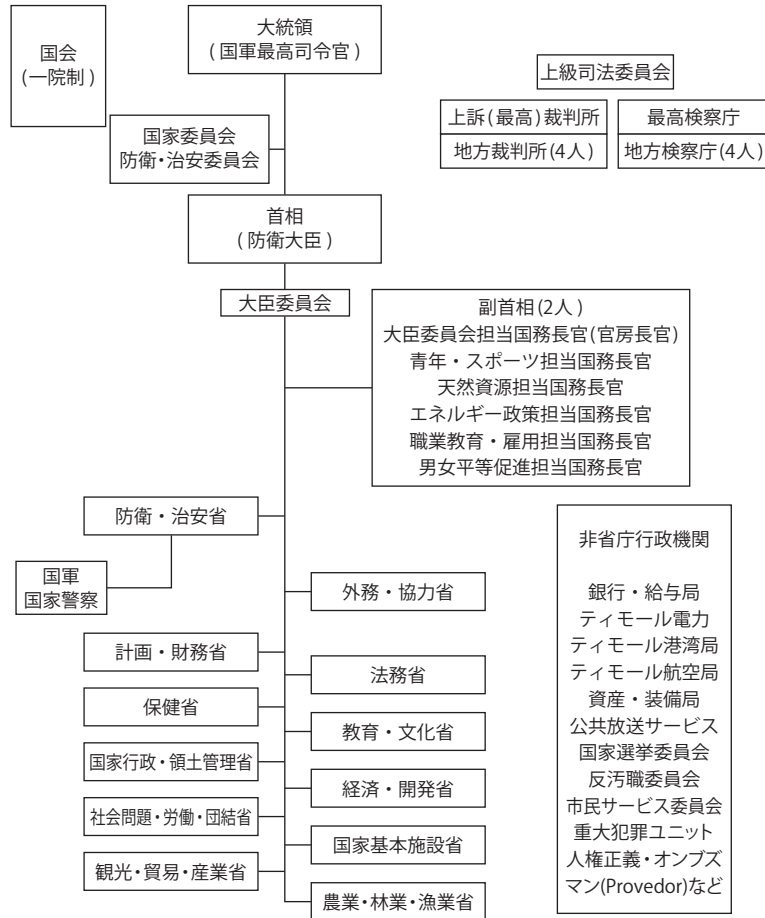 国会
(一院制)
大統領
(国軍最高司令官)
上級司法委員会
上訴(最高)裁判所
地方裁判所(4人)
最高検察庁
地方検察庁(4人)
国家委員会
防衛・治安委員会
首相
(防衛大臣)
大臣委員会
副首相(2人)
大臣委員会担当国務長官(官房長官)
青年・スポーツ担当国務長官
天然資源担当国務長官
エネルギー政策担当国務長官
職業教育・雇用担当国務長官
男女平等促進担当国務長官
防衛・治安省
国軍
国家警察
外務・協力省
計画・財務省
法務省
保健省
教育・文化省
国家行政・領土管理省
経済・開発省
社会問題・労働・団結省
国家基本施設省
観光・貿易・産業省
農業・林業・漁業省
非省庁行政機関
銀行・給与局
ティモール電力
ティモール港湾局
ティモール航空局
資産・装備局
公共放送サービス
国家選挙委員会
反汚職委員会
市民サービス委員会
重大犯罪ユニット
人権正義・オンブズ
マン(Provedor)など